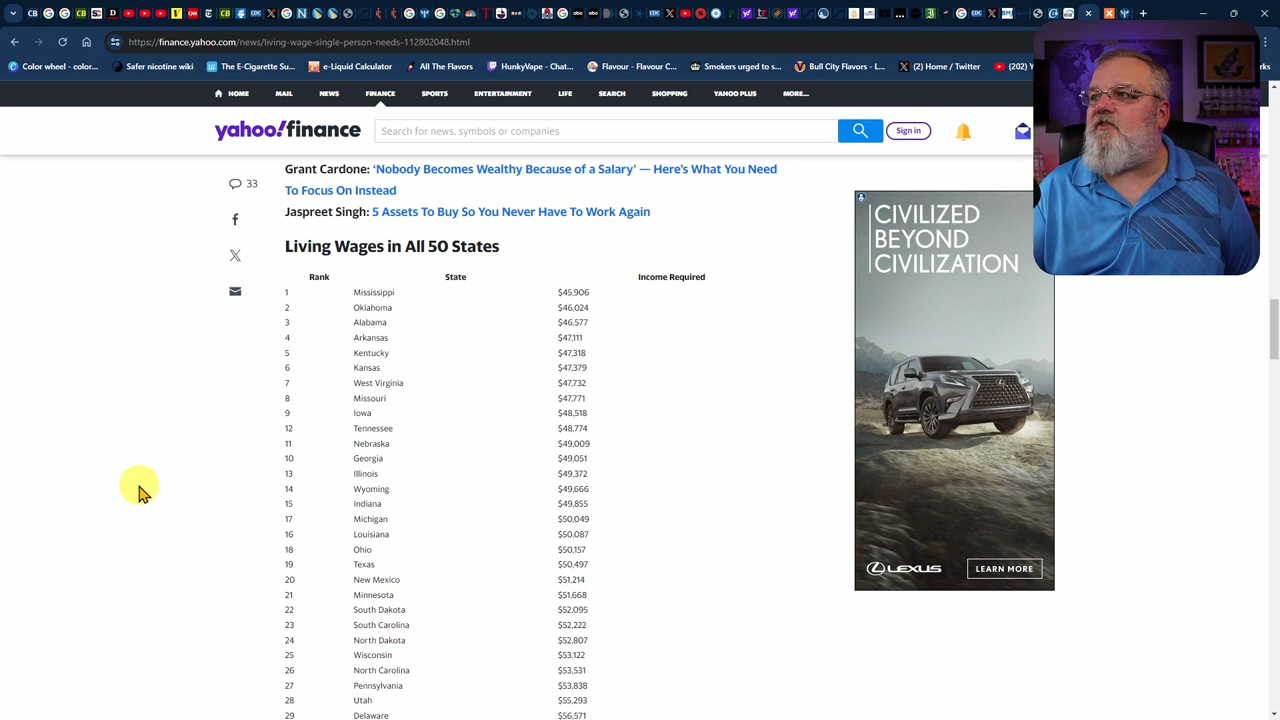 https://finance.yahoo.com/news/living-wage-single-person-needs-112802048.html
Color wheel - color... Safer nicotine wiki The E-Cigarette Su... e-Liquid Calculator All The Flavors HunkyVape - Chat... Flavour - Flavour C... Smokers urged to s... Bull City Flavors - L... (2) Home / Twitter (202) Y
HOME MAIL NEWS FINANCE SPORTS ENTERTAINMENT LIFE SEARCH SHOPPING YAHOO PLUS MORE...
yahoo!finance Search for news, symbols or companies Sign in
Grant Cardone: ‘Nobody Becomes Wealthy Because of a Salary’ — Here’s What You Need
To Focus On Instead
33
Jaspreet Singh: 5 Assets To Buy So You Never Have To Work Again
Living Wages in All 50 States
Rank State Income Required
1 Mississippi $45,906
2 Oklahoma $46,024
3 Alabama $46,577
4 Arkansas $47,111
5 Kentucky $47,318
6 Kansas $47,379
7 West Virginia $47,732
8 Missouri $47,771
9 Iowa $48,518
12 Tennessee $48,774
11 Nebraska $49,009
10 Georgia $49,051
13 Illinois $49,372
14 Wyoming $49,666
15 Indiana $49,855
17 Michigan $50,049
16 Louisiana $50,087
18 Ohio $50,157
19 Texas $50,497
20 New Mexico $51,214
21 Minnesota $51,668
22 South Dakota $52,095
23 South Carolina $52,222
24 North Dakota $52,807
25 Wisconsin $53,122
26 North Carolina $53,531
27 Pennsylvania $53,838
28 Utah $55,293
29 Delaware $56,571
CIVILIZED
BEYOND
CIVILIZATION
LEXUS LEARN MORE